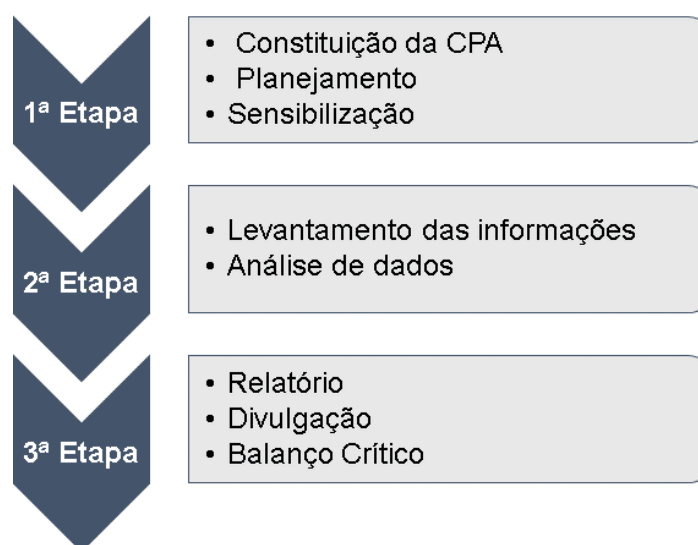 1ª Etapa
• Constituição da CPA
• Planejamento
• Sensibilização
2ª Etapa
• Levantamento das informações
• Análise de dados
3ª Etapa
• Relatório
• Divulgação
• Balanço Crítico